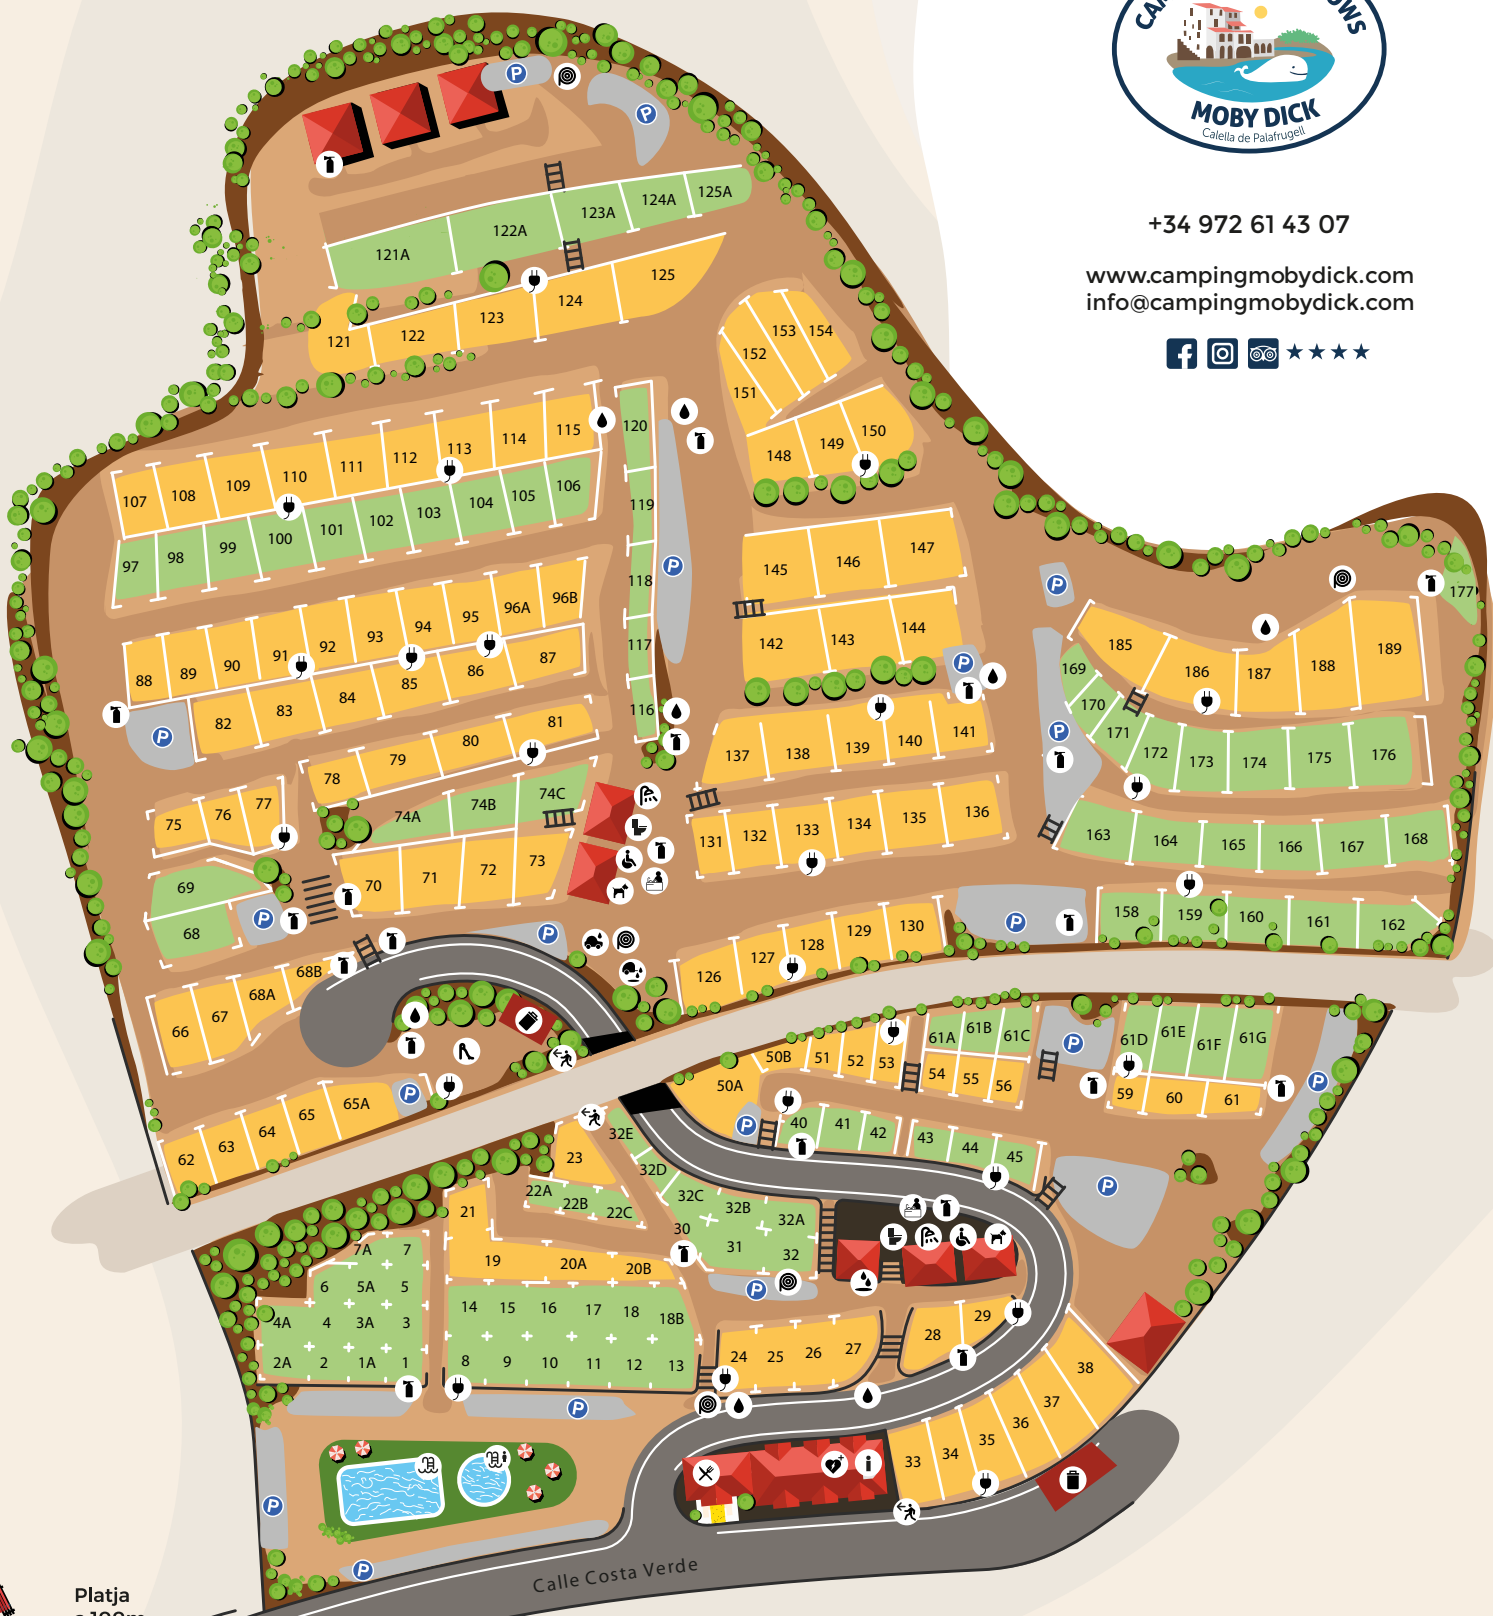 MOBY DICK
Calella de Palafrugell
+34 972 61 43 07
www.campingmobydick.com
info@campingmobydick.com
P
P
121A
122A
123A
124A
125A
121
122
123
124
125
151
152
153
154
148
149
150
107
108
109
110
111
112
113
114
115
120
97
98
99
100
101
102
103
104
105
106
119
118
117
116
P
145
146
147
142
143
144
P
P
88
89
90
91
92
93
94
95
96A
96B
82
83
84
85
86
87
P
78
79
80
81
74A
74B
74C
75
76
77
70
71
72
73
69
68
P
P
137
138
139
140
141
131
132
133
134
135
136
126
127
128
129
130
P
P
169
170
171
172
173
174
175
176
177
185
186
187
188
189
163
164
165
166
167
168
158
159
160
161
162
66
67
68A
68B
62
63
64
65
65A
P
50A
50B
51
52
53
54
55
56
61A
61B
61C
P
61D
61E
61F
61G
59
60
61
P
P
40
41
42
43
44
45
P
32E
32D
32C
32B
32A
30
31
32
P
23
22A
22B
22C
21
19
20A
20B
7A
7
6
5A
5
4A
4
3A
3
2A
2
1A
1
14
15
16
17
18
18B
8
9
10
11
12
13
24
25
26
27
28
29
38
37
36
35
34
33
P
P
P
Calle Costa Verde
Platja